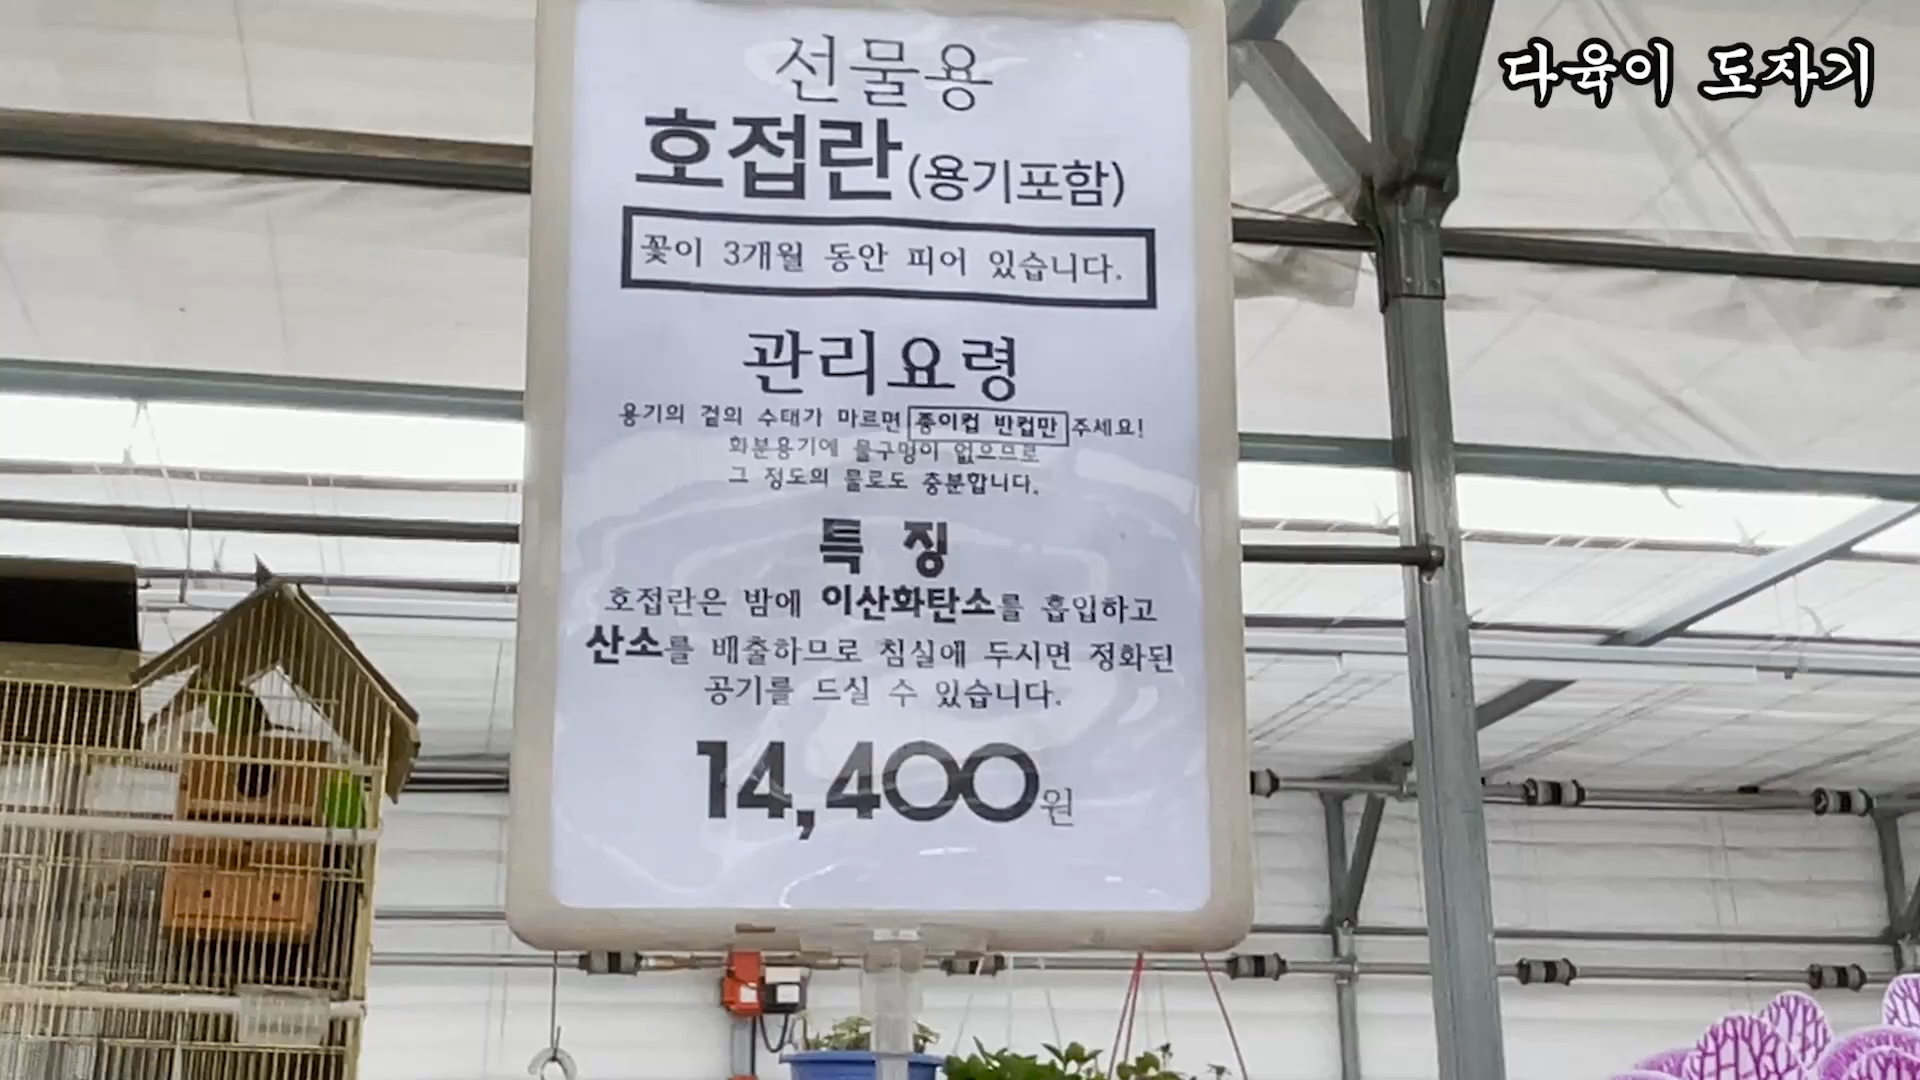 다육이 도자기
선물용
호접란(용기포함)
꽃이 3개월 동안 피어 있습니다.
관리요령
용기의 겉의 수태가 마르면 종이컵 반컵만 주세요!
화분용기에 물구멍이 없으므로
그 정도의 물로도 충분합니다.
특 징
호접란은 밤에 이산화탄소를 흡입하고
산소를 배출하므로 침실에 두시면 정화된
공기를 드실 수 있습니다.
14,400원